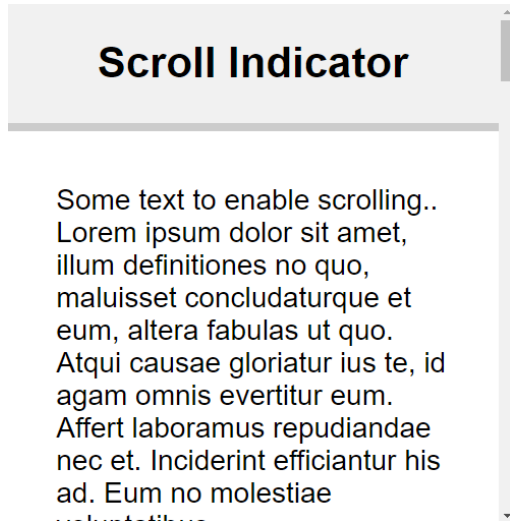 Scroll Indicator
Some text to enable scrolling..
Lorem ipsum dolor sit amet,
illum definitiones no quo,
maluisset concludaturque et
eum, altera fabulas ut quo.
Atqui causae gloriatur ius te, id
agam omnis evertitur eum.
Affert laboramus repudiandae
nec et. Inciderint efficiantur his
ad. Eum no molestiae